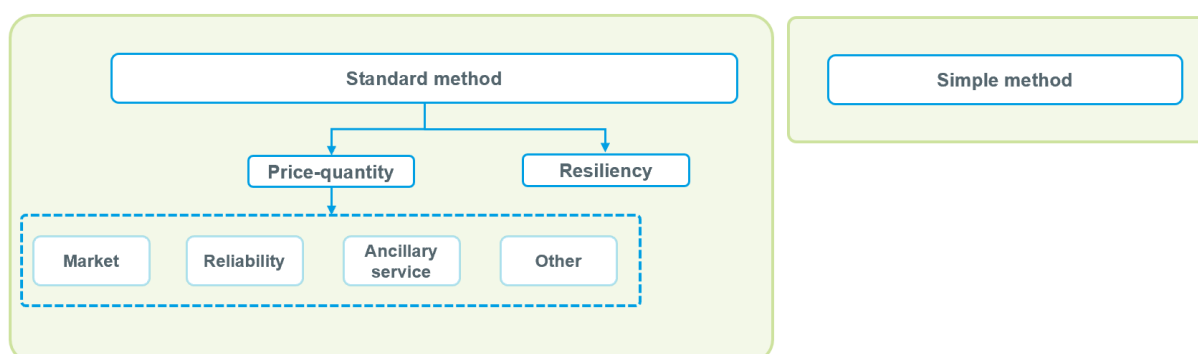 Standard method
Simple method
Price-quantity
Resiliency
Market
Reliability
Ancillary
service
Other